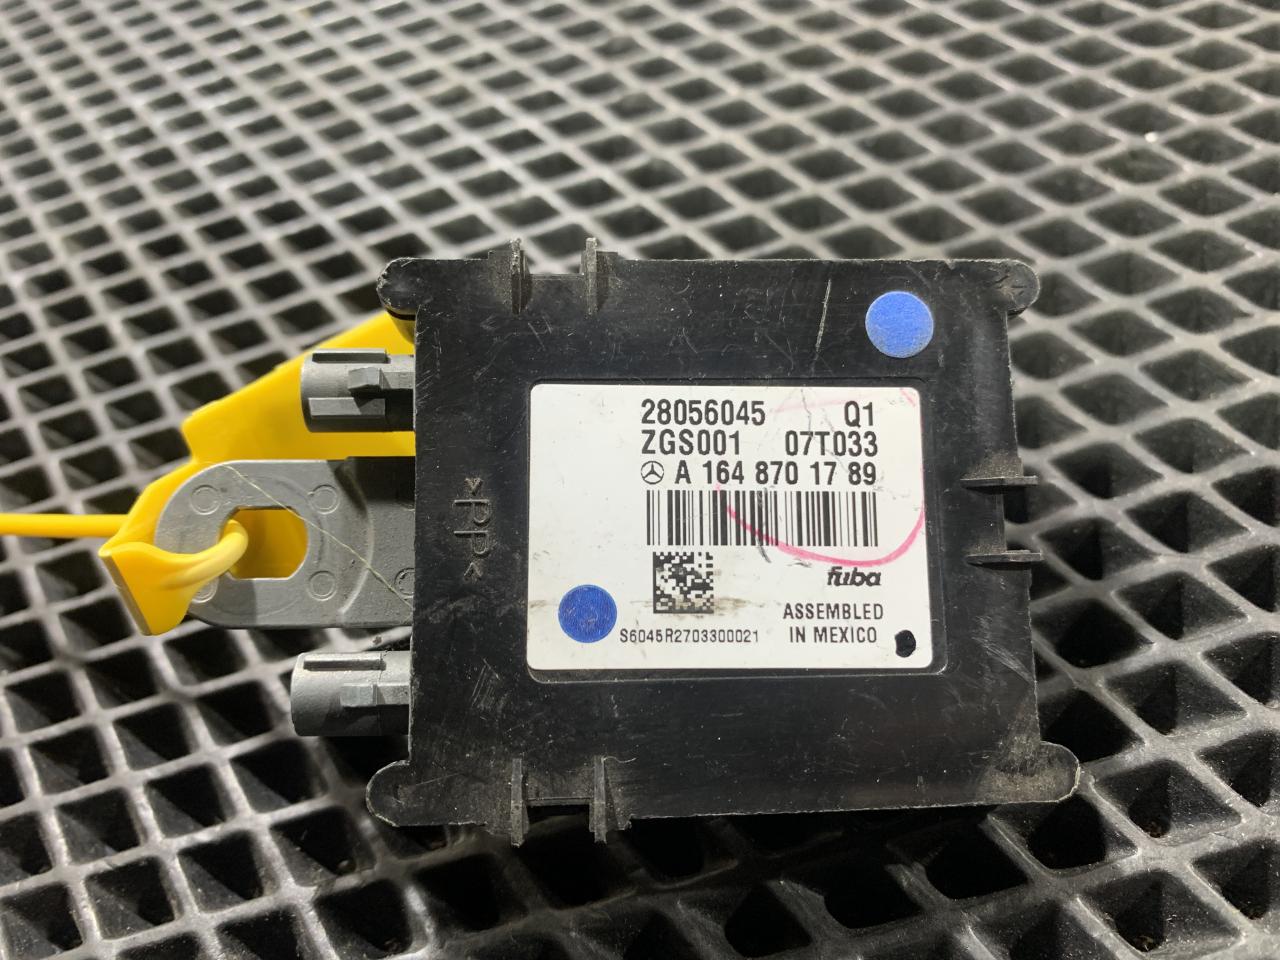 28056045 Q1
ZGS001 07T033
A 164 870 17 89
fuba
ASSEMBLED
IN MEXICO
S6045R2703300021
>PP<